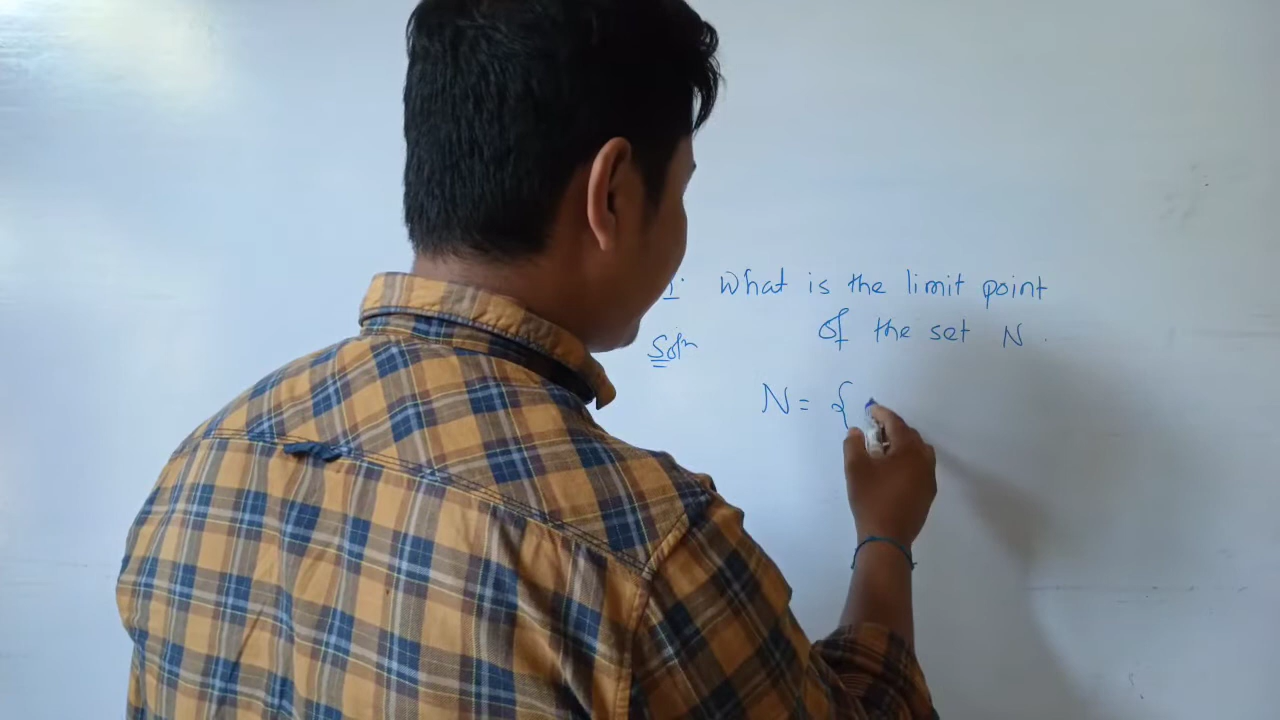 1. What is the limit point
of the set N.
Soln
N = {